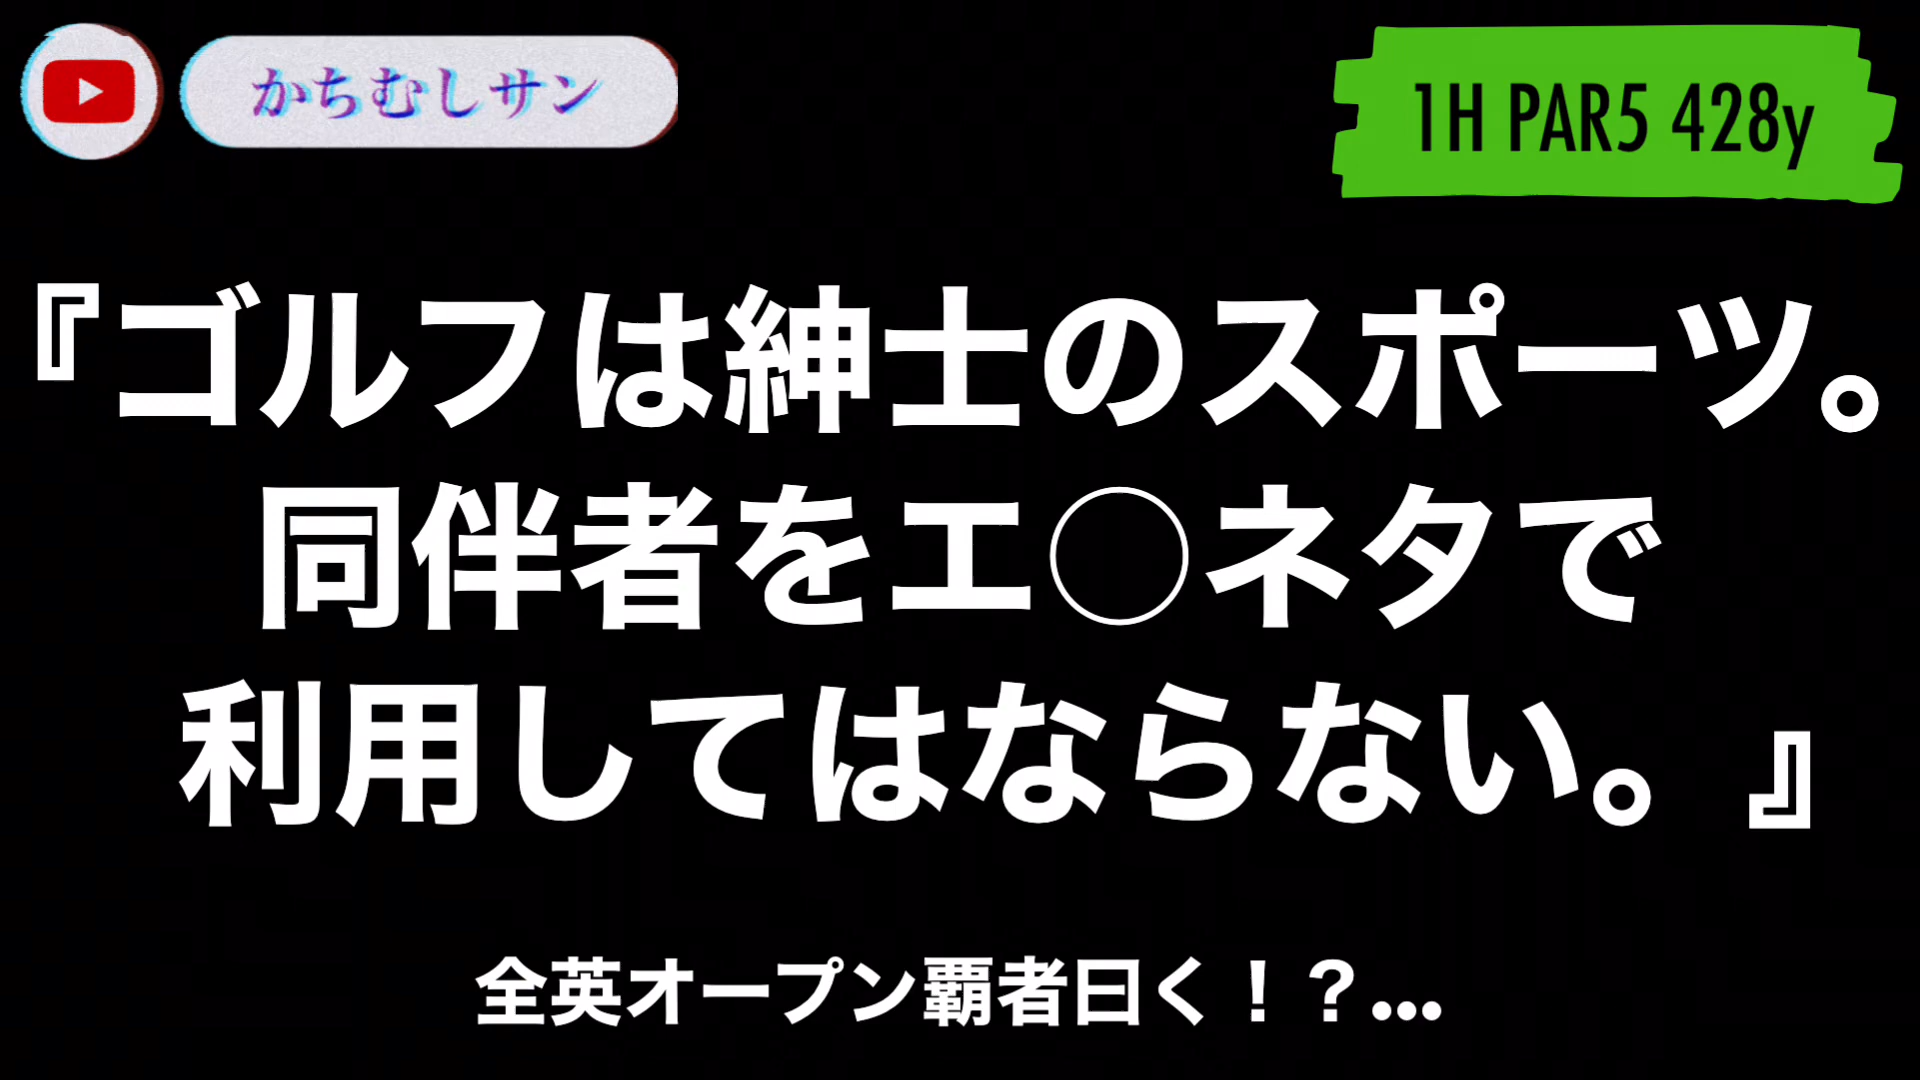 かちむしサン
1H PAR5 428y
『ゴルフは紳士のスポーツ。
同伴者をエ◯ネタで
利用してはならない。』
全英オープン覇者曰く！？...